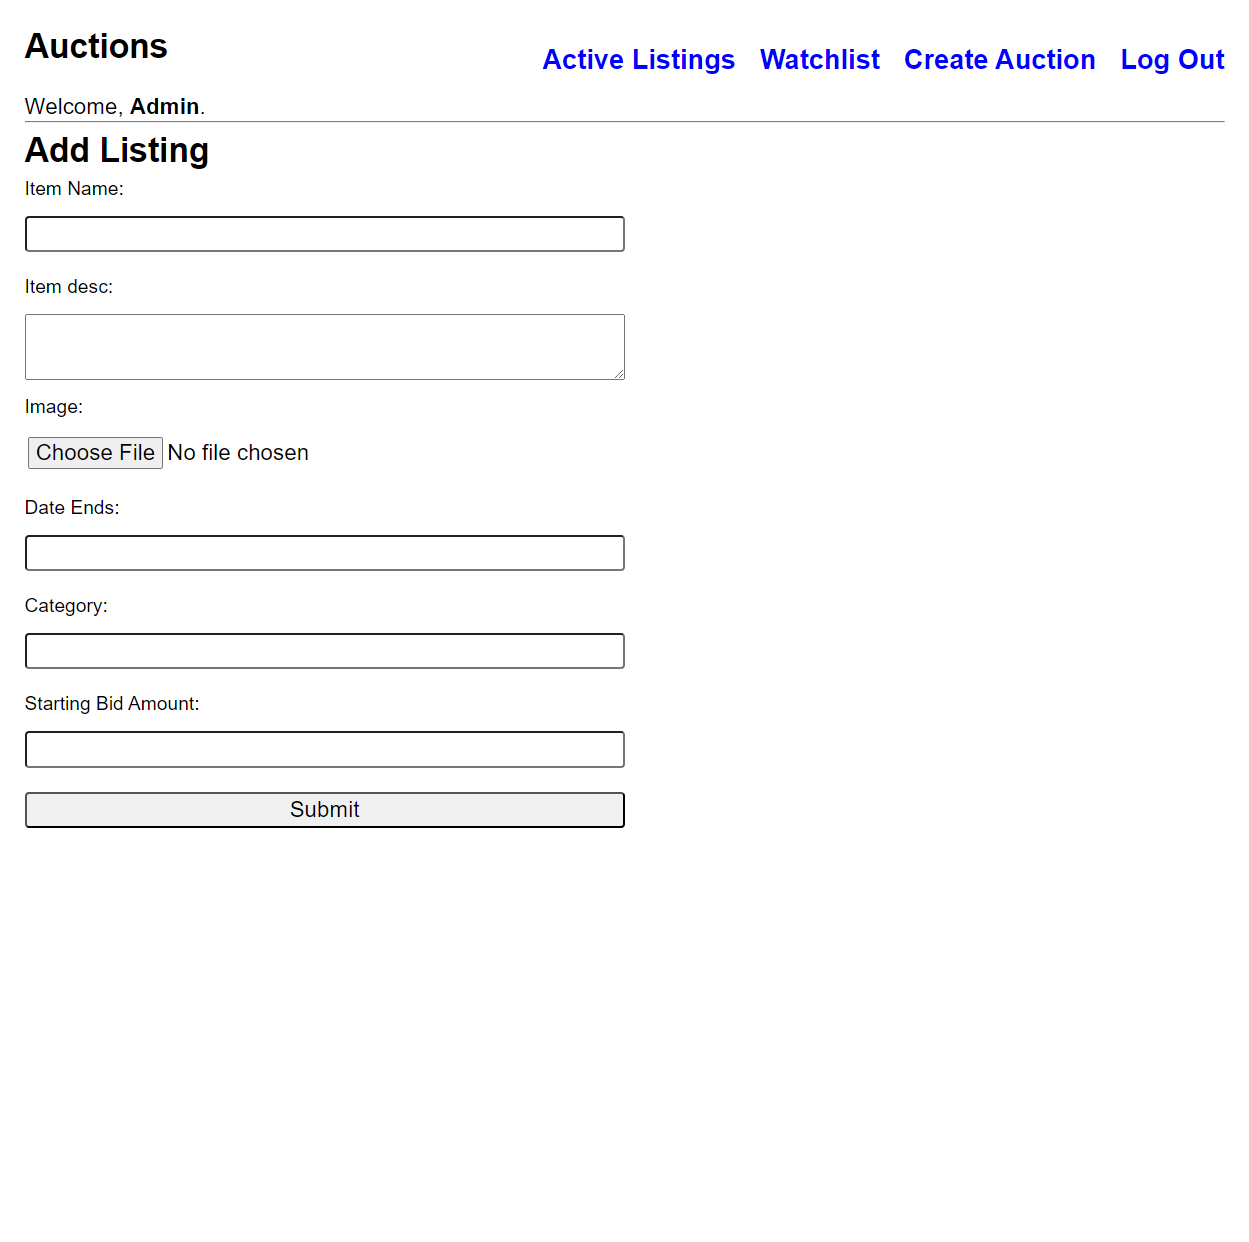 Auctions
Active Listings Watchlist Create Auction Log Out
Welcome, Admin.
Add Listing
Item Name:
Item desc:
Image:
Choose File No file chosen
Date Ends:
Category:
Starting Bid Amount:
Submit